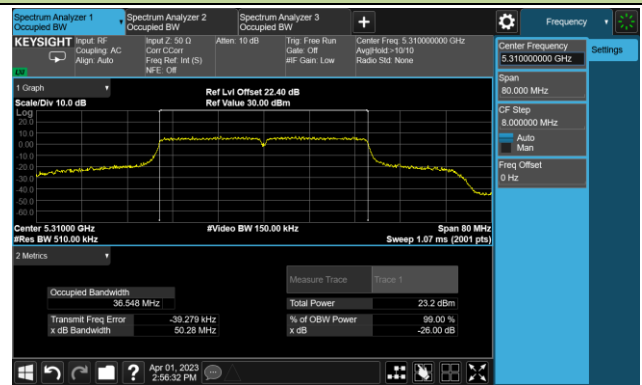 Spectrum Analyzer 1
Occupied BW
Spectrum Analyzer 2
Occupied BW
Spectrum Analyzer 3
Occupied BW
Frequency
KEYSIGHT
Input: RF
Coupling: AC
Align: Auto
Input Z: 50 Ω
Corr CCorr
Freq Ref: Int (S)
NFE: Off
Atten: 10 dB
Trig: Free Run
Gate: Off
#IF Gain: Low
Center Freq: 5.310000000 GHz
Avg|Hold:>10/10
Radio Std: None
Center Frequency
5.310000000 GHz
Settings
Span
80.000 MHz
CF Step
8.000000 MHz
Auto
Man
Freq Offset
0 Hz
1 Graph
Scale/Div 10.0 dB
Ref Lvl Offset 22.40 dB
Ref Value 30.00 dBm
Log
20.0
10.0
0.00
-10.0
-20.0
-30.0
-40.0
-50.0
-60.0
Center 5.31000 GHz
#Res BW 510.00 kHz
#Video BW 150.00 kHz
Span 80 MHz
Sweep 1.07 ms (2001 pts)
2 Metrics
Measure Trace
Trace 1
Occupied Bandwidth
36.548 MHz
Total Power
23.2 dBm
Transmit Freq Error
-39.279 kHz
% of OBW Power
99.00 %
x dB Bandwidth
50.28 MHz
x dB
-26.00 dB
?
Apr 01, 2023
2:56:32 PM